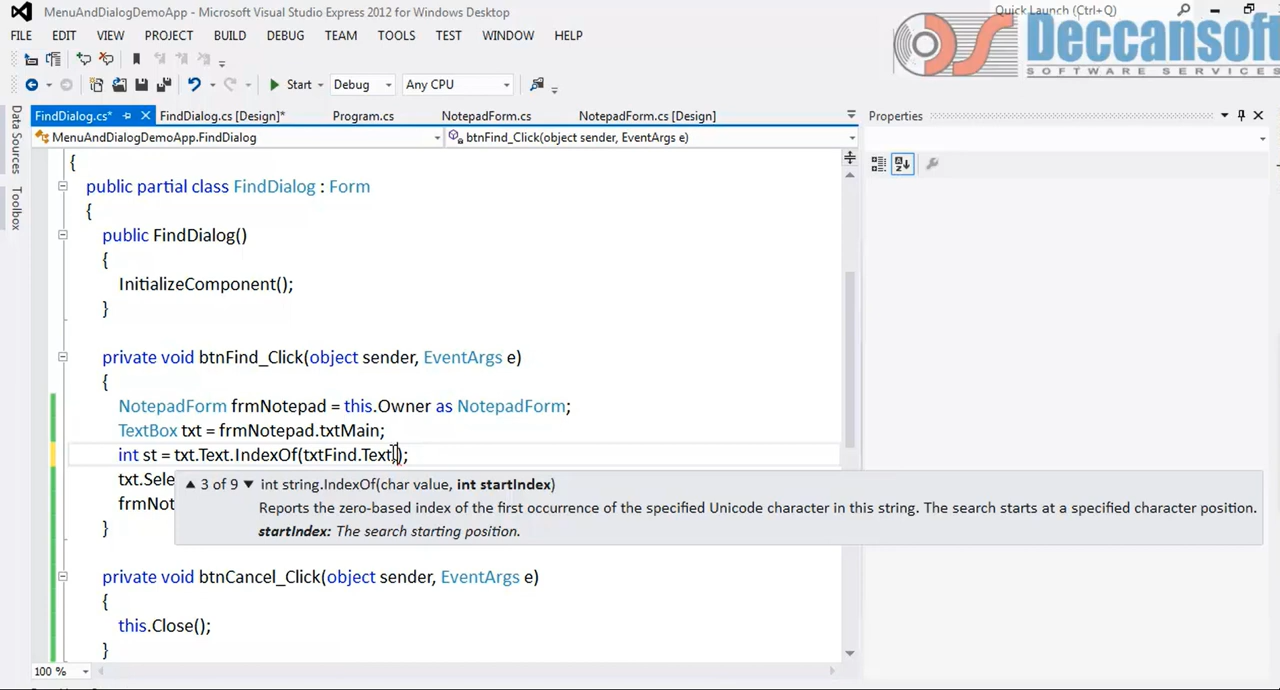 MenuAndDialogDemoApp - Microsoft Visual Studio Express 2012 for Windows Desktop
Quick Launch (Ctrl+Q)
Deccansoft
SOFTWARE SERVICES
FILE EDIT VIEW PROJECT BUILD DEBUG TEAM TOOLS TEST WINDOW HELP
Start Debug Any CPU
Data Sources
Toolbox
FindDialog.cs* FindDialog.cs [Design]* Program.cs NotepadForm.cs NotepadForm.cs [Design]
Properties
MenuAndDialogDemoApp.FindDialog btnFind_Click(object sender, EventArgs e)
{
public partial class FindDialog : Form
{
public FindDialog()
{
InitializeComponent();
}
private void btnFind_Click(object sender, EventArgs e)
{
NotepadForm frmNotepad = this.Owner as NotepadForm;
TextBox txt = frmNotepad.txtMain;
int st = txt.Text.IndexOf(txtFind.Text,);
txt.Sele
3 of 9 int string.IndexOf(char value, int startIndex)
frmNot
Reports the zero-based index of the first occurrence of the specified Unicode character in this string. The search starts at a specified character position.
startIndex: The search starting position.
}
private void btnCancel_Click(object sender, EventArgs e)
{
this.Close();
}
100 %